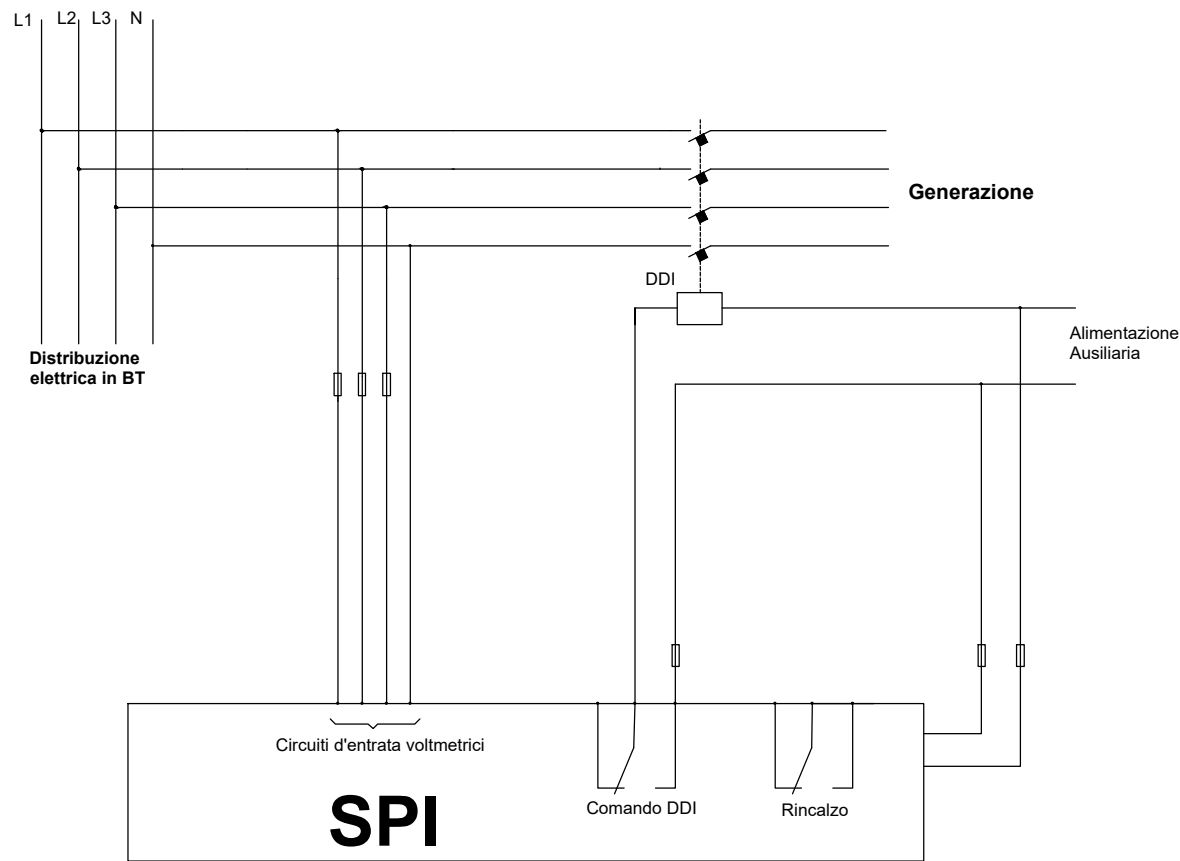 L1 L2 L3 N
Generazione
DDI
Alimentazione
Ausiliaria
Distribuzione
elettrica in BT
Circuiti d'entrata voltmetrici
Comando DDI
Rincalzo
SPI